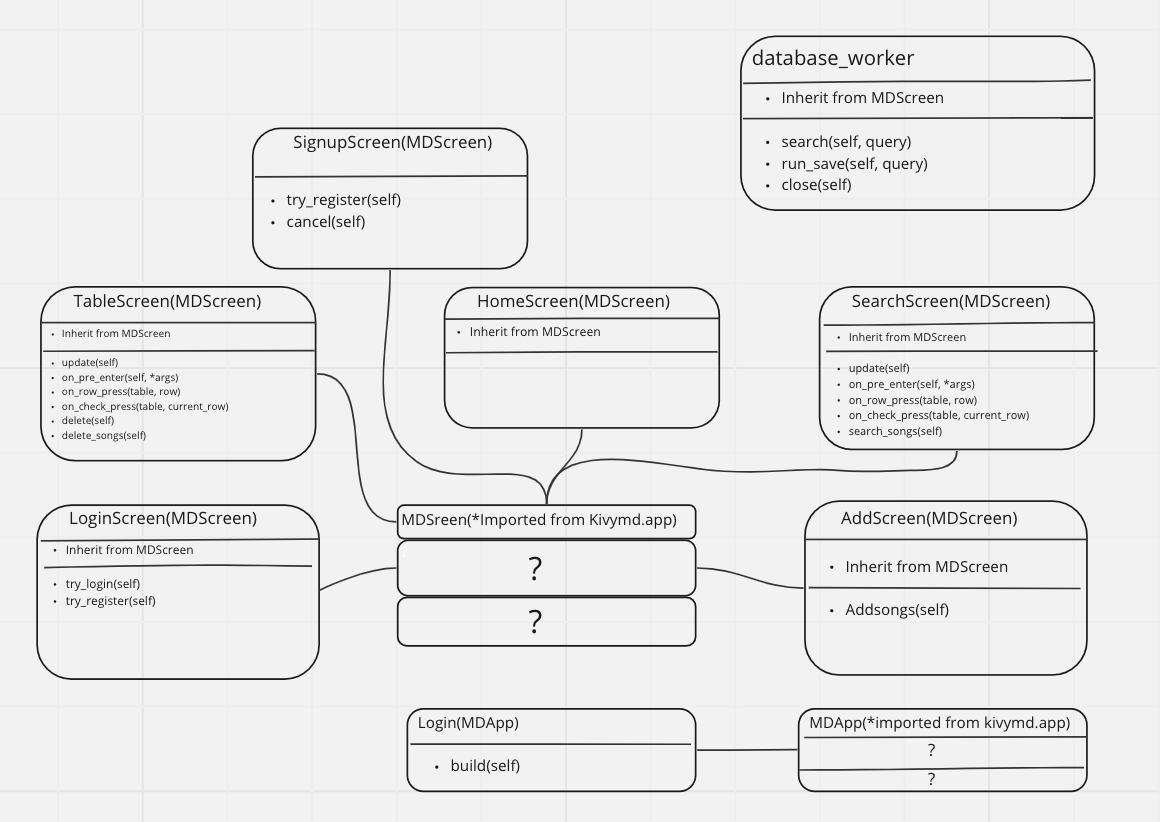 database_worker
• Inherit from MDScreen
• search(self, query)
• run_save(self, query)
• close(self)
SignupScreen(MDScreen)
• try_register(self)
• cancel(self)
TableScreen(MDScreen)
• Inherit from MDScreen
• update(self)
• on_pre_enter(self, *args)
• on_row_press(table, row)
• on_check_press(table, current_row)
• delete(self)
• delete_songs(self)
HomeScreen(MDScreen)
• Inherit from MDScreen
SearchScreen(MDScreen)
• Inherit from MDScreen
• update(self)
• on_pre_enter(self, *args)
• on_row_press(table, row)
• on_check_press(table, current_row)
• search_songs(self)
LoginScreen(MDScreen)
• Inherit from MDScreen
• try_login(self)
• try_register(self)
MDSreen(*Imported from Kivymd.app)
?
?
AddScreen(MDScreen)
• Inherit from MDScreen
• Addsongs(self)
Login(MDApp)
• build(self)
MDApp(*imported from kivymd.app)
?
?